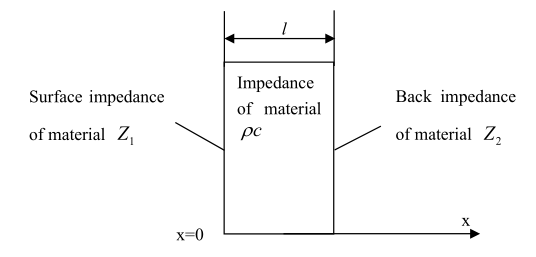 l
Impedance
of material
ρc
Surface impedance
of material Z₁
Back impedance
of material Z₂
x
x=0